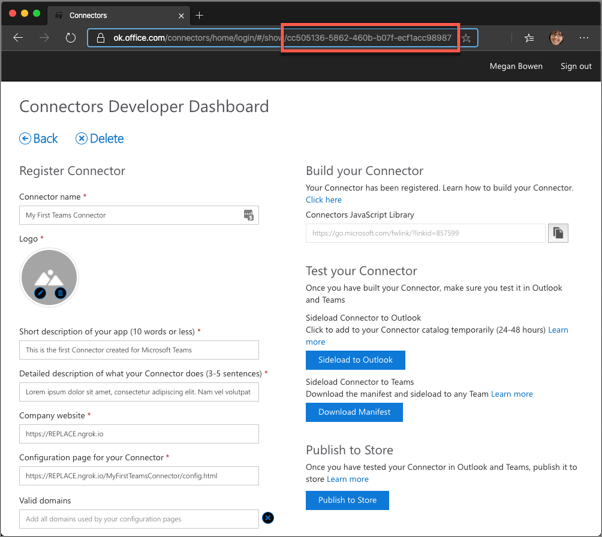 Connectors
ok.office.com/connectors/home/login/#/show/cc505136-5862-460b-b07f-ecf1acc98987
Megan Bowen Sign out
Connectors Developer Dashboard
Back Delete
Register Connector
Connector name *
My First Teams Connector
Logo *
Short description of your app (10 words or less) *
This is the first Connector created for Microsoft Teams
Detailed description of what your Connector does (3-5 sentences) *
Lorem ipsum dolor sit amet, consectetur adipiscing elit. Nam vel volutpat
Company website *
https://REPLACE.ngrok.io
Configuration page for your Connector *
https://REPLACE.ngrok.io/MyFirstTeamsConnector/config.html
Valid domains
Add all domains used by your configuration pages
Build your Connector
Your Connector has been registered. Learn how to build your Connector.
Click here
Connectors JavaScript Library
https://go.microsoft.com/fwlink/?linkid=857599
Test your Connector
Once you have built your Connector, make sure you test it in Outlook
and Teams
Sideload Connector to Outlook
Click to add to your Connector catalog temporarily (24-48 hours) Learn
more
Sideload to Outlook
Sideload Connector to Teams
Download the manifest and sideload to any Team Learn more
Download Manifest
Publish to Store
Once you have tested your Connector in Outlook and Teams, publish it to
store Learn more
Publish to Store